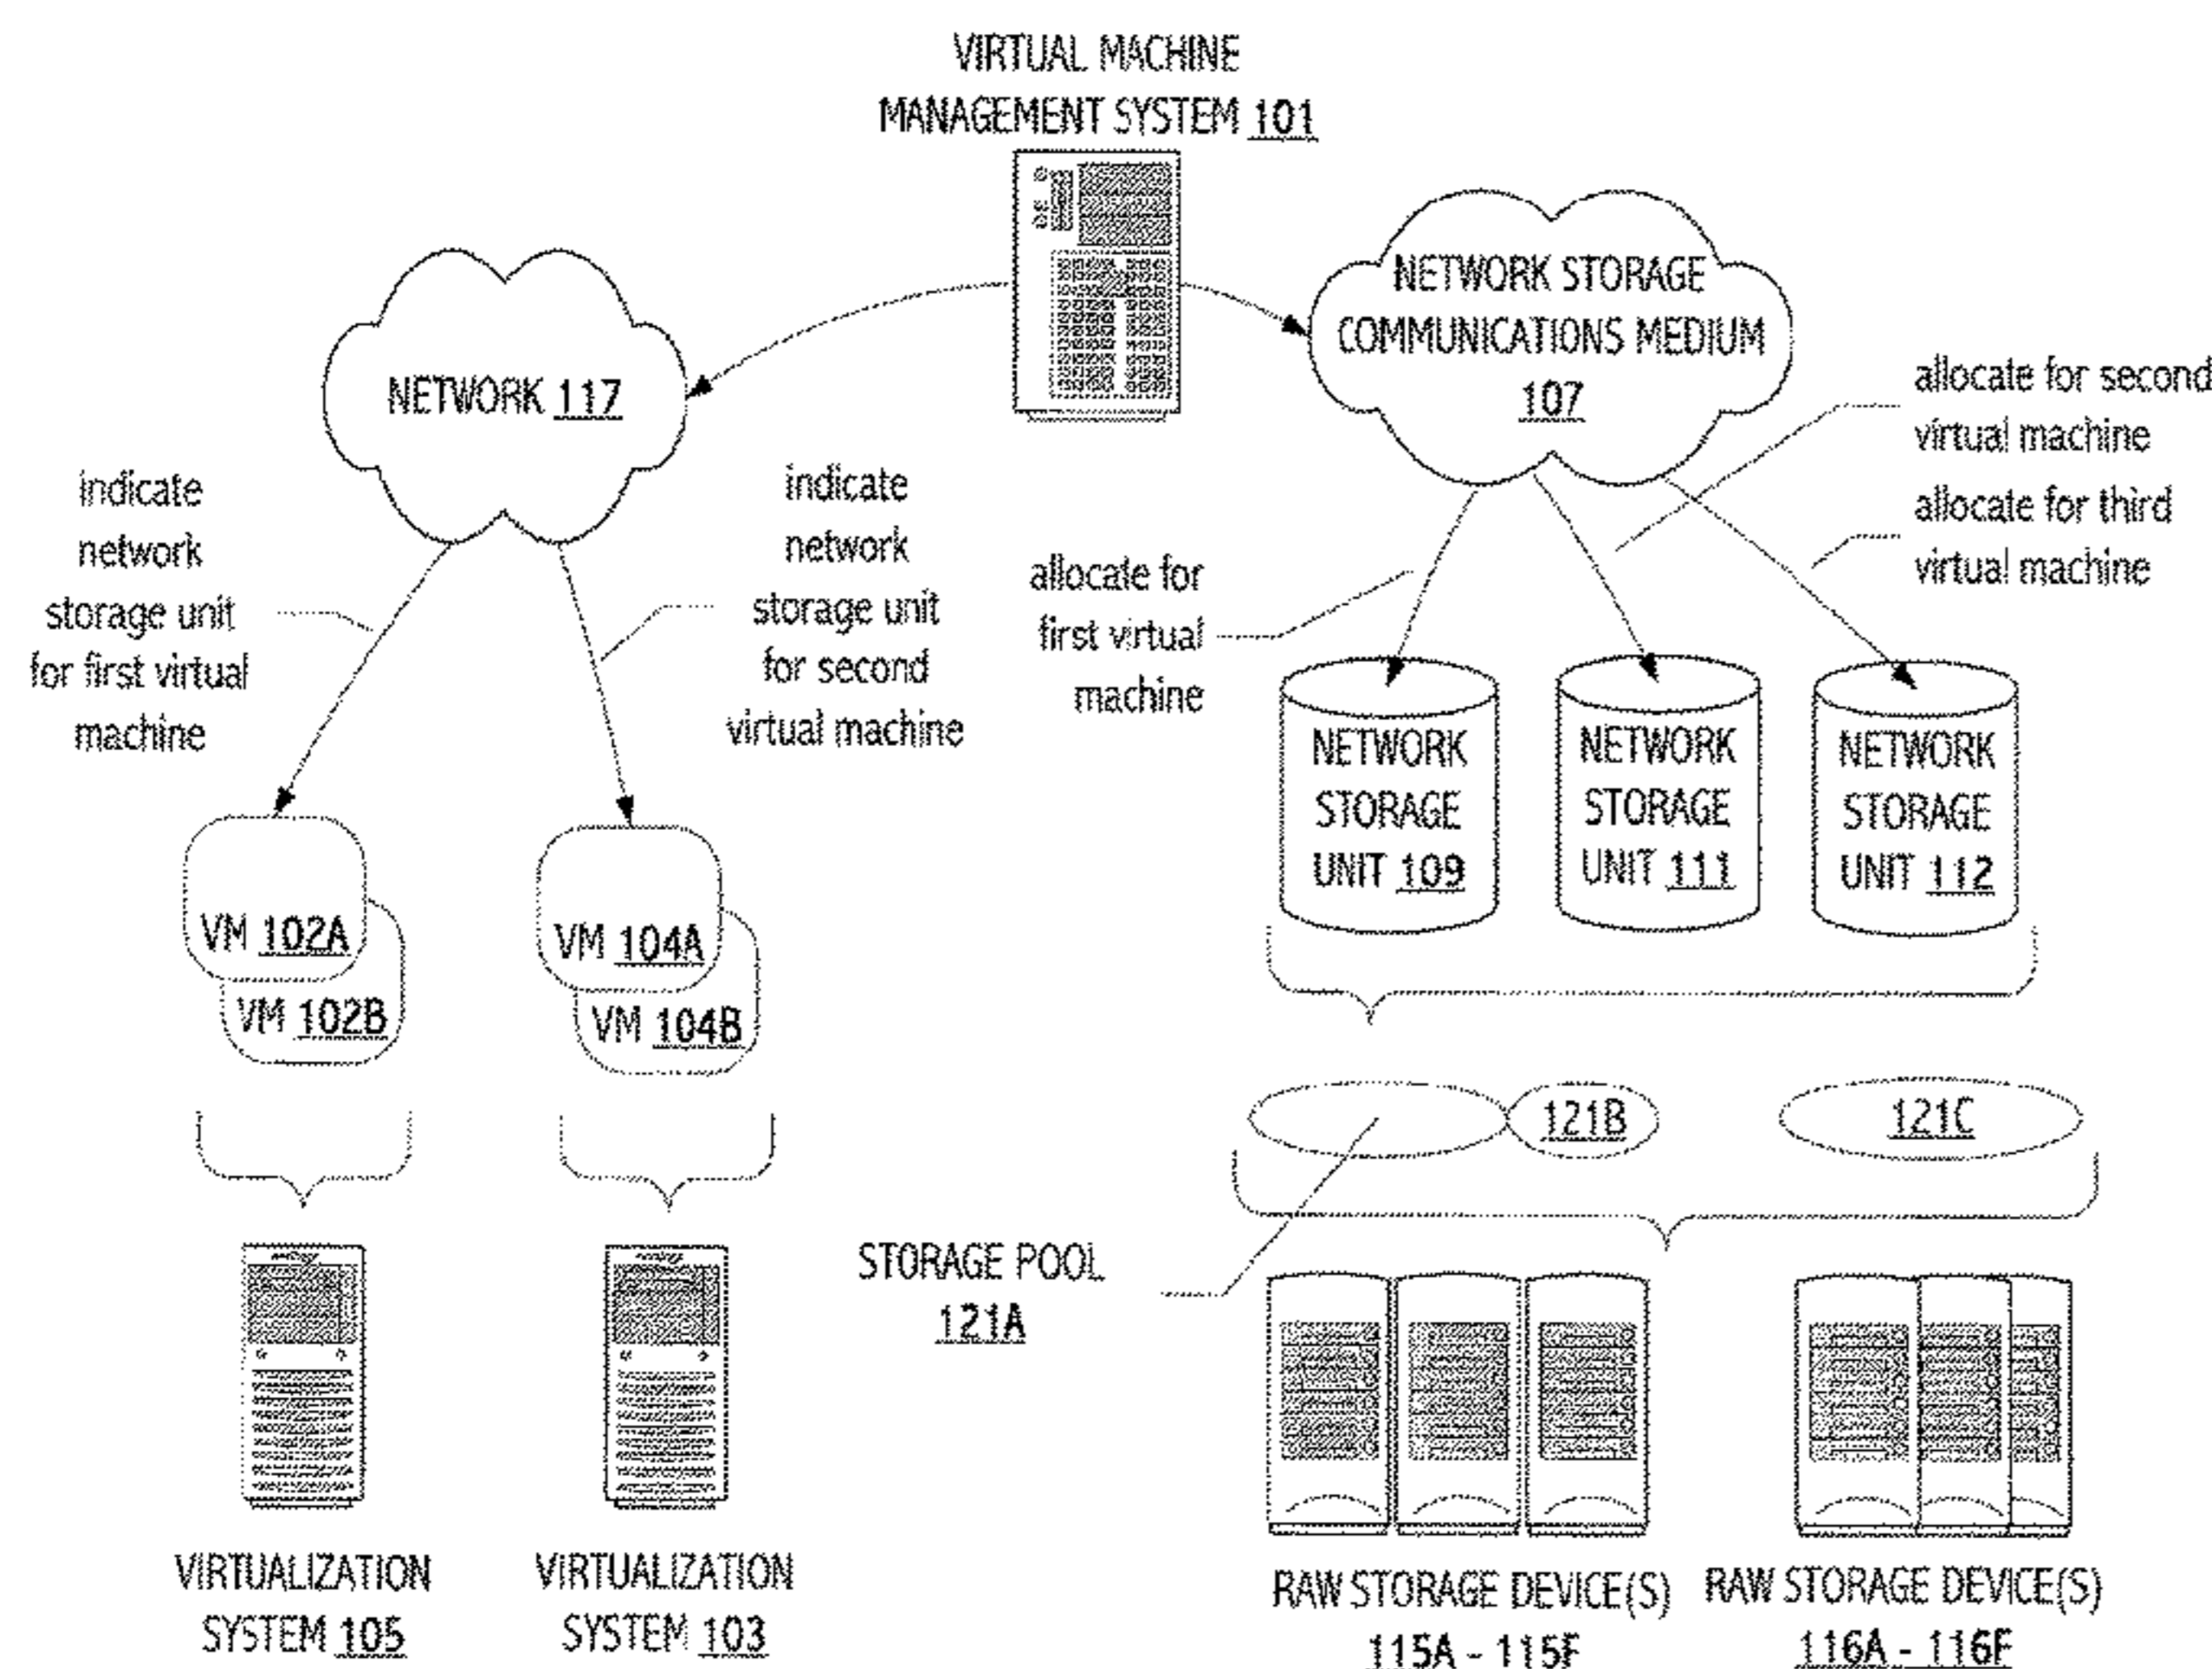 VIRTUAL MACHINE
MANAGEMENT SYSTEM 101
NETWORK STORAGE
COMMUNICATIONS MEDIUM
107
NETWORK 117
allocate for second
virtual machine
allocate for third
virtual machine
indicate
network
storage unit
for first virtual
machine
indicate
network
storage unit
for second
virtual machine
allocate for
first virtual
machine
NETWORK
STORAGE
UNIT 109
NETWORK
STORAGE
UNIT 111
NETWORK
STORAGE
UNIT 112
VM 102A
VM 102B
VM 104A
VM 104B
121B
121C
STORAGE POOL
121A
VIRTUALIZATION
SYSTEM 105
VIRTUALIZATION
SYSTEM 103
RAW STORAGE DEVICE(S)
115A - 115F
RAW STORAGE DEVICE(S)
116A - 116F